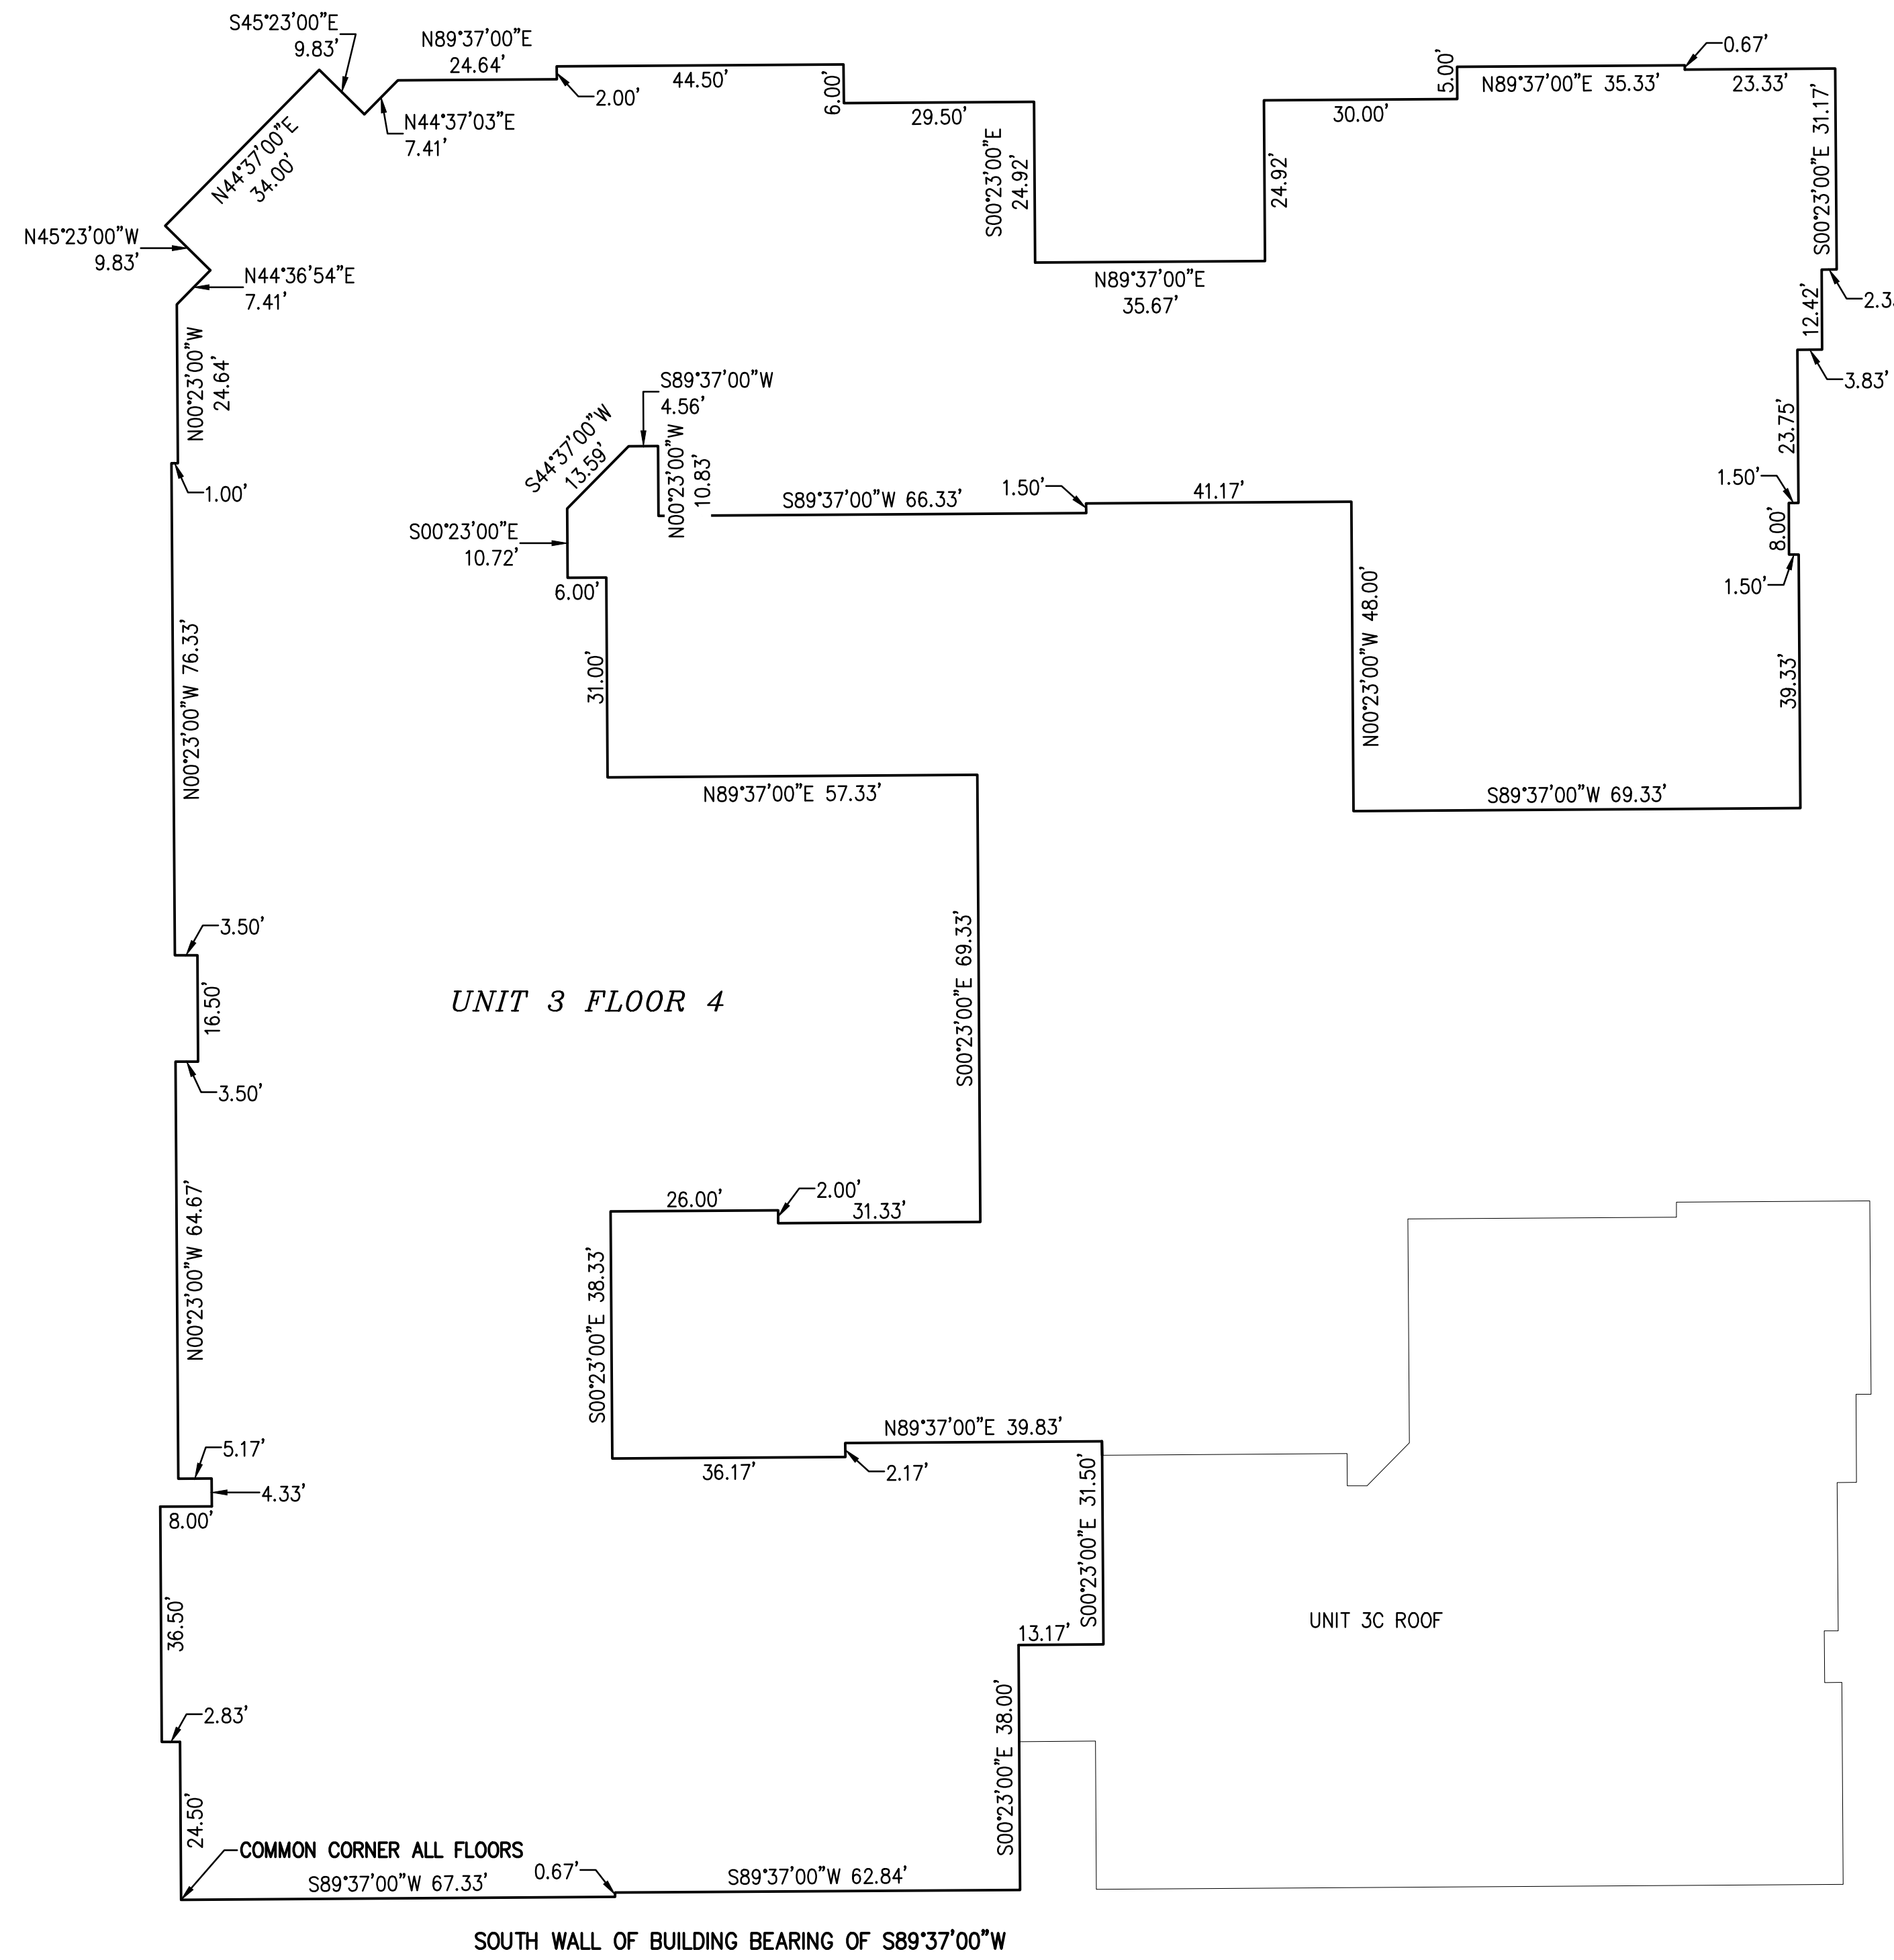 S45°23'00"E
9.83'
N89°37'00"E
24.64'
2.00'
44.50'
6.00'
29.50'
5.00'
0.67'
N89°37'00"E 35.33'
23.33'
30.00'
S00°23'00"E 31.17'
N44°37'03"E
7.41'
N44°37'00"E
34.00'
S00°23'00"E
24.92'
24.92'
N45°23'00"W
9.83'
N44°36'54"E
7.41'
N89°37'00"E
35.67'
12.42'
3.83'
N00°23'00"W
24.64'
S89°37'00"W
4.56'
S44°37'00"W
13.59'
N00°23'00"W
10.83'
23.75'
1.00'
S89°37'00"W 66.33'
1.50'
41.17'
1.50'
8.00'
1.50'
S00°23'00"E
10.72'
6.00'
31.00'
N00°23'00"W 48.00'
39.33'
N00°23'00"W 76.33'
N89°37'00"E 57.33'
S89°37'00"W 69.33'
3.50'
16.50'
UNIT 3 FLOOR 4
S00°23'00"E 69.33'
3.50'
26.00'
2.00'
31.33'
N00°23'00"W 64.67'
S00°23'00"E 38.33'
N89°37'00"E 39.83'
5.17'
36.17'
2.17'
4.33'
8.00'
S00°23'00"E 31.50'
36.50'
13.17'
UNIT 3C ROOF
2.83'
S00°23'00"E 38.00'
24.50'
COMMON CORNER ALL FLOORS
S89°37'00"W 67.33'
0.67'
S89°37'00"W 62.84'
SOUTH WALL OF BUILDING BEARING OF S89°37'00"W